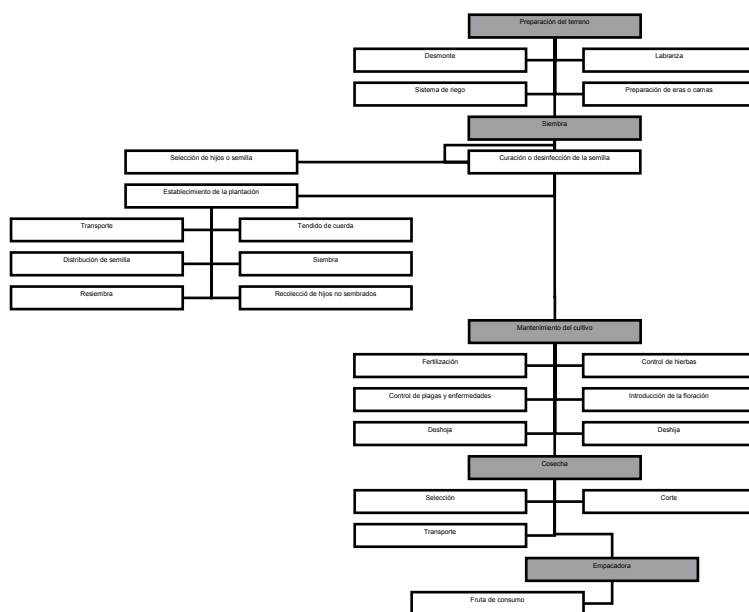 Preparación del terreno
Desmonte
Labranza
Sistema de riego
Preparación de eras o camas
Siembra
Selección de hijos o semilla
Curación o desinfección de la semilla
Establecimiento de la plantación
Transporte
Tendido de cuerda
Distribución de semilla
Siembra
Resiembra
Recolecció de hijos no sembrados
Mantenimiento del cultivo
Fertilización
Control de hierbas
Control de plagas y enfermedades
Introducción de la floración
Deshoja
Deshija
Cosecha
Selección
Corte
Transporte
Empacadora
Fruta de consumo